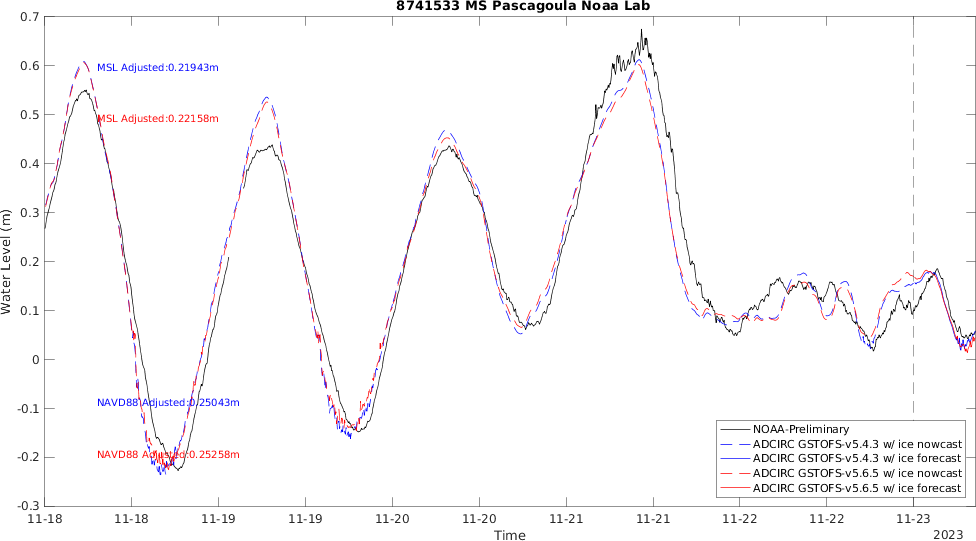 8741533 MS Pascagoula Noaa Lab
0.7
0.6
0.5
0.4
0.3
0.2
0.1
0
-0.1
-0.2
-0.3
Water Level (m)
MSL Adjusted:0.21943m
MSL Adjusted:0.22158m
NAVD88 Adjusted:0.25043m
NAVD88 Adjusted:0.25258m
NOAA-Preliminary
ADCIRC GSTOFS-v5.4.3 w/ ice nowcast
ADCIRC GSTOFS-v5.4.3 w/ ice forecast
ADCIRC GSTOFS-v5.6.5 w/ ice nowcast
ADCIRC GSTOFS-v5.6.5 w/ ice forecast
11-18 11-18 11-19 11-19 11-20 11-20 11-21 11-21 11-22 11-22 11-23
Time
2023